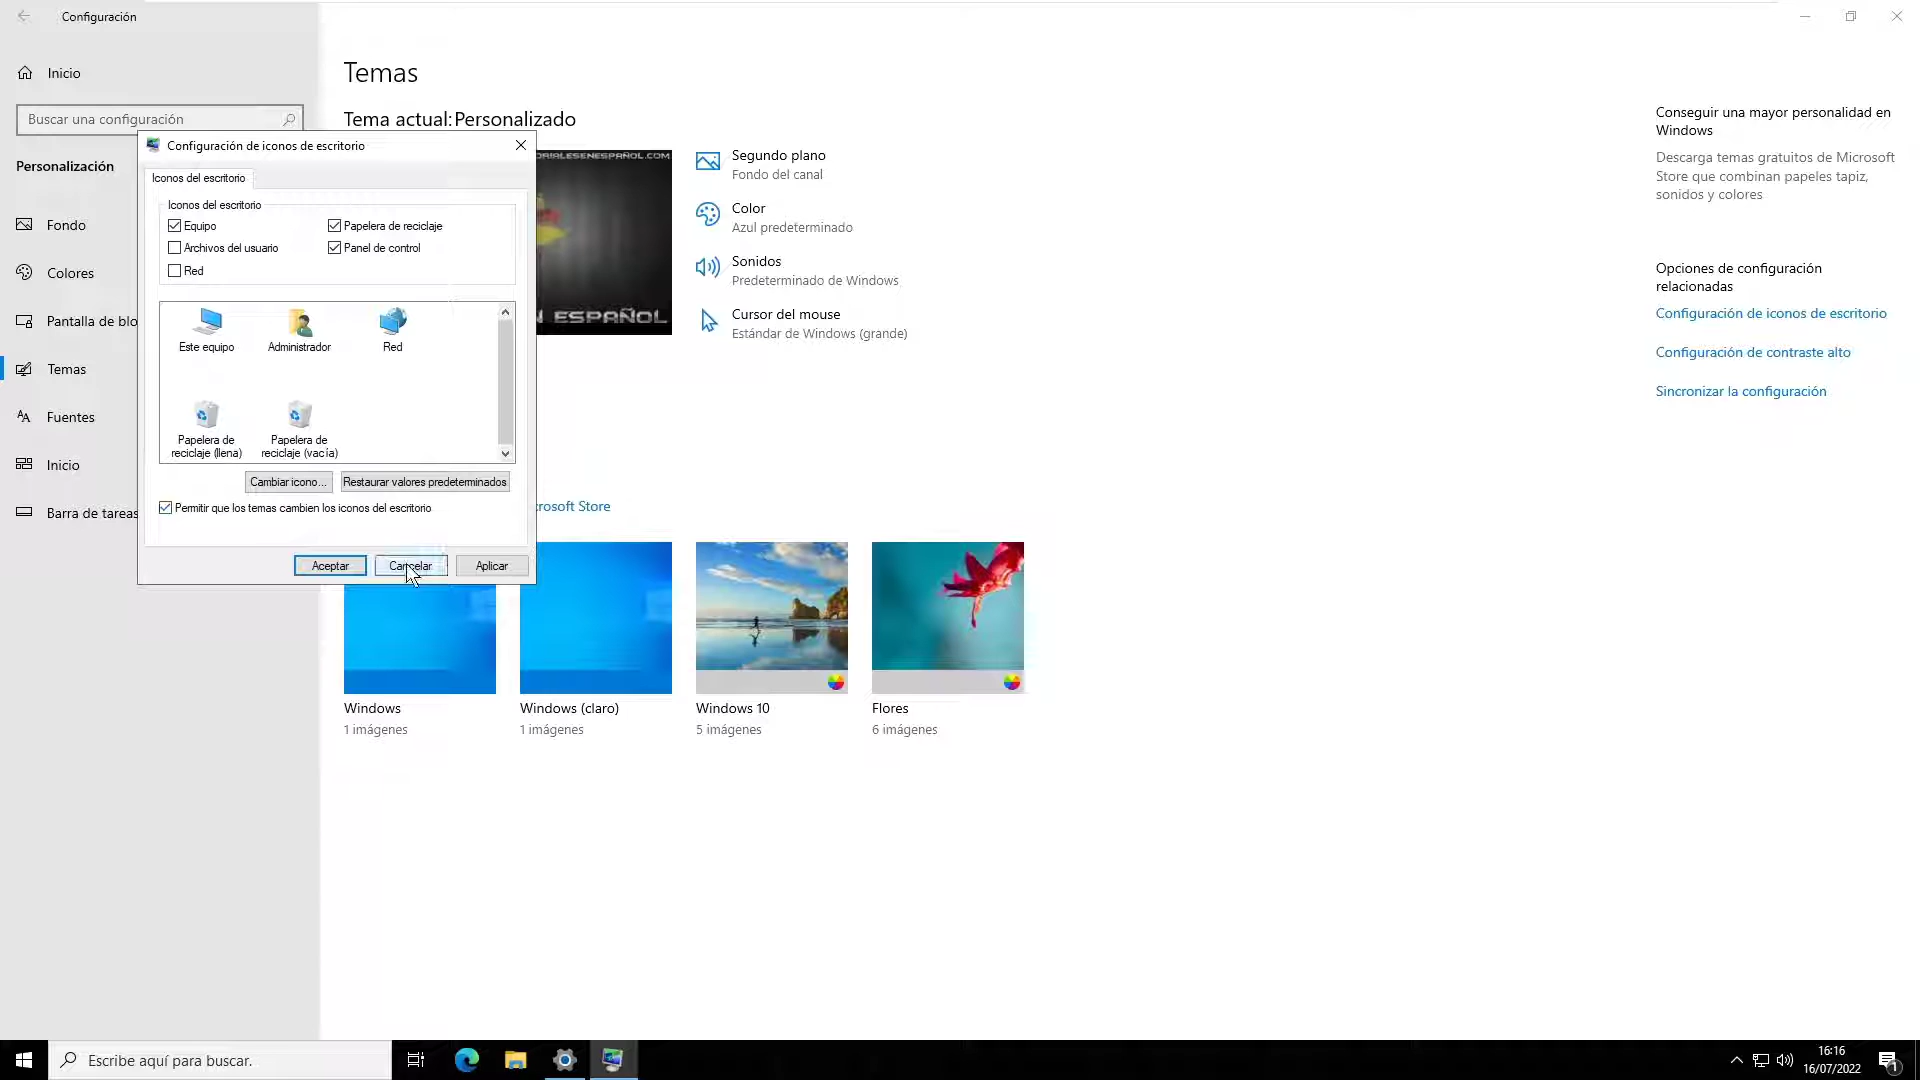 Configuración
Inicio
Buscar una configuración
Personalización
Fondo
Colores
Pantalla de blo
Temas
Fuentes
Inicio
Barra de tareas
Temas
Tema actual: Personalizado
ORIALESENESPAÑOL.COM
N ESPAÑOL
Segundo plano
Fondo del canal
Color
Azul predeterminado
Sonidos
Predeterminado de Windows
Cursor del mouse
Estándar de Windows (grande)
Configuración de iconos de escritorio
Iconos del escritorio
Iconos del escritorio
Equipo
Papelera de reciclaje
Archivos del usuario
Panel de control
Red
Este equipo
Administrador
Red
Papelera de
reciclaje (llena)
Papelera de
reciclaje (vacía)
Cambiar icono...
Restaurar valores predeterminados
Permitir que los temas cambien los iconos del escritorio
Aceptar
Cancelar
Aplicar
crosoft Store
Windows
1 imágenes
Windows (claro)
1 imágenes
Windows 10
5 imágenes
Flores
6 imágenes
Conseguir una mayor personalidad en
Windows
Descarga temas gratuitos de Microsoft
Store que combinan papeles tapiz,
sonidos y colores
Opciones de configuración
relacionadas
Configuración de iconos de escritorio
Configuración de contraste alto
Sincronizar la configuración
Escribe aquí para buscar.
16:16
16/07/2022
1